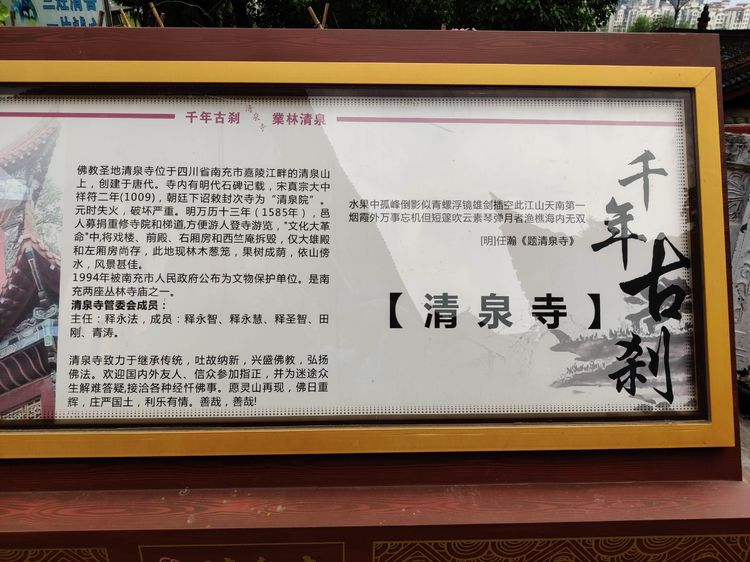 千年古刹 清泉寺 業林清泉
佛教圣地清泉寺位于四川省南充市嘉陵江畔的清泉山
上，创建于唐代。寺内有明代石碑记载，宋真宗大中
祥符二年(1009)，朝廷下诏敕封次寺为“清泉院”。
元时失火，破坏严重。明万历十三年（1585年），邑
人募捐重修寺院和梯道,方便游人登寺游览，“文化大革
命”中,将戏楼、前殿、右厢房和西竺庵拆毁，仅大雄殿
和左厢房尚存，此地现林木葱茏，果树成荫，依山傍
水，风景甚佳。
1994年被南充市人民政府公布为文物保护单位。是南
充两座丛林寺庙之一。
清泉寺管委会成员：
主任：释永法，成员：释永智、释永慧、释圣智、田
刚、青涛。
清泉寺致力于继承传统，吐故纳新，兴盛佛教，弘扬
佛法。欢迎国内外友人、信众参加指正，并为迷途众
生解难答疑,接洽各种经忏佛事。愿灵山再现，佛日重
辉，庄严国土，利乐有情。善哉，善哉!
水果中孤峰倒影似青螺浮镜雄剑插空此江山天南第一
烟霞外万事忘机但短篷吹云素琴弹月者渔樵海内无双
[明]任瀚《题清泉寺》
【清泉寺】
千年古刹